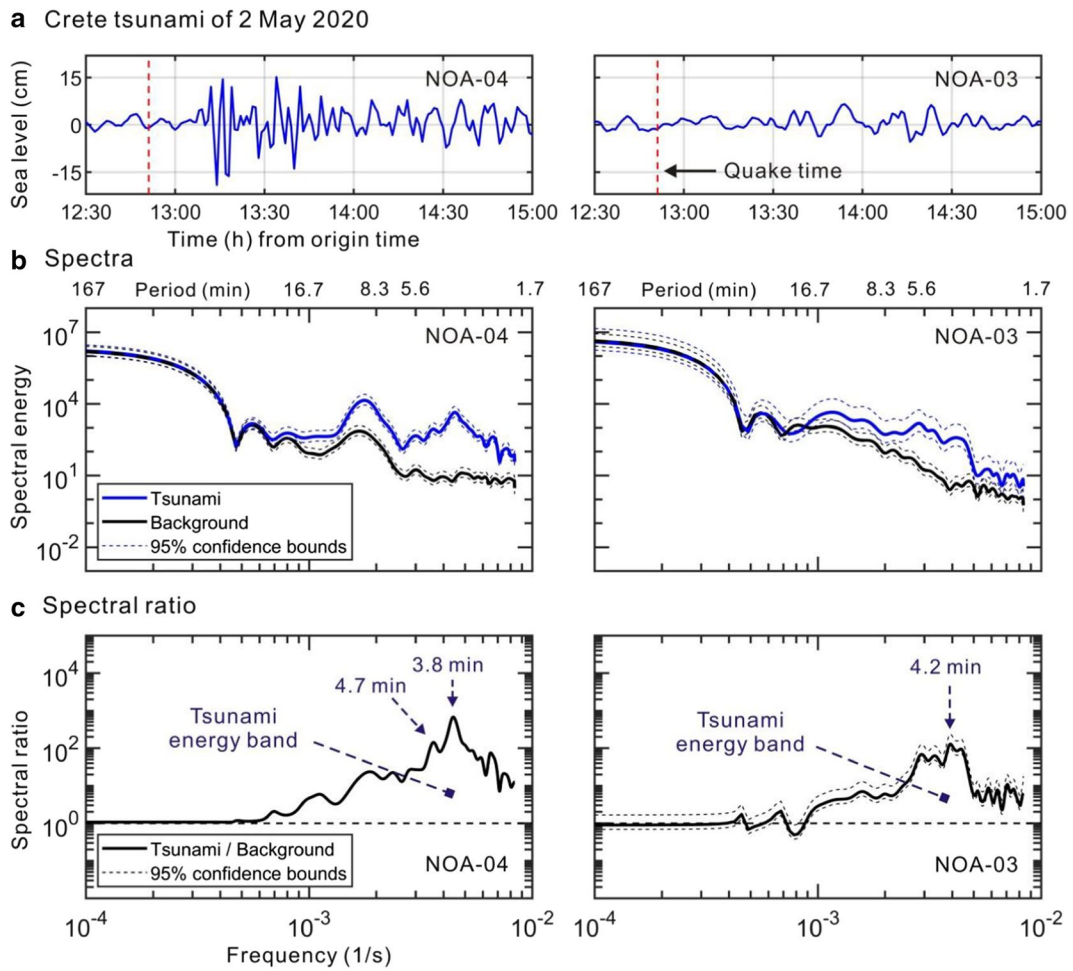 a Crete tsunami of 2 May 2020
Sea level (cm)
15
0
-15
NOA-04
12:30 13:00 13:30 14:00 14:30 15:00
Time (h) from origin time
NOA-03
Quake time
12:30 13:00 13:30 14:00 14:30 15:00
b Spectra
167 Period (min) 16.7 8.3 5.6 1.7
Spectral energy
10^7
10^4
10^1
10^-2
NOA-04
Tsunami
Background
95% confidence bounds
167 Period (min) 16.7 8.3 5.6 1.7
NOA-03
c Spectral ratio
Spectral ratio
10^4
10^2
10^0
3.8 min
4.7 min
Tsunami
energy band
Tsunami / Background
95% confidence bounds
NOA-04
10^-4 10^-3 10^-2
Frequency (1/s)
4.2 min
Tsunami
energy band
NOA-03
10^-4 10^-3 10^-2